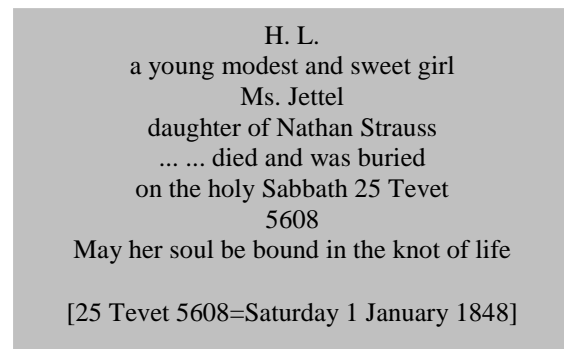 H. L.
a young modest and sweet girl
Ms. Jettel
daughter of Nathan Strauss
... ... died and was buried
on the holy Sabbath 25 Tevet
5608
May her soul be bound in the knot of life
[25 Tevet 5608=Saturday 1 January 1848]